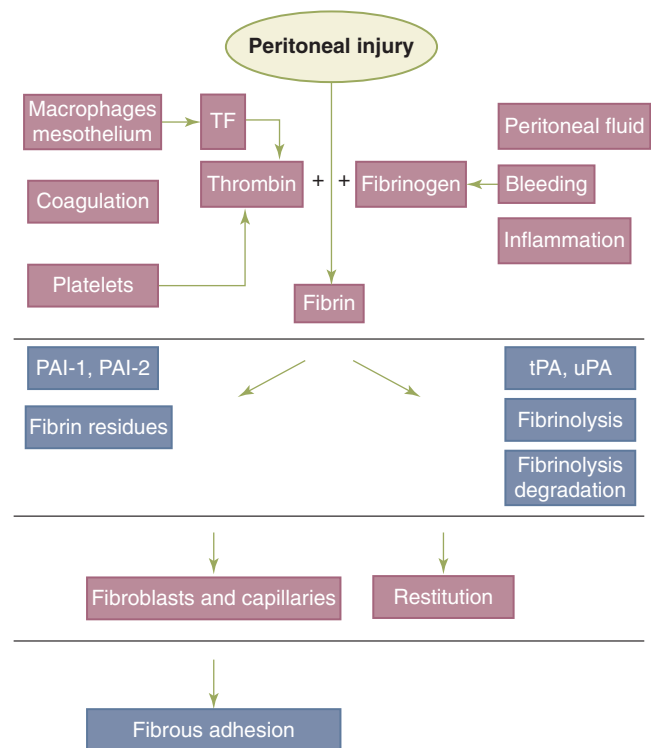 Peritoneal injury
Macrophages
mesothelium
TF
Peritoneal fluid
Thrombin
+ +
Fibrinogen
Bleeding
Coagulation
Inflammation
Platelets
Fibrin
PAI-1, PAI-2
tPA, uPA
Fibrin residues
Fibrinolysis
Fibrinolysis
degradation
Fibroblasts and capillaries
Restitution
Fibrous adhesion